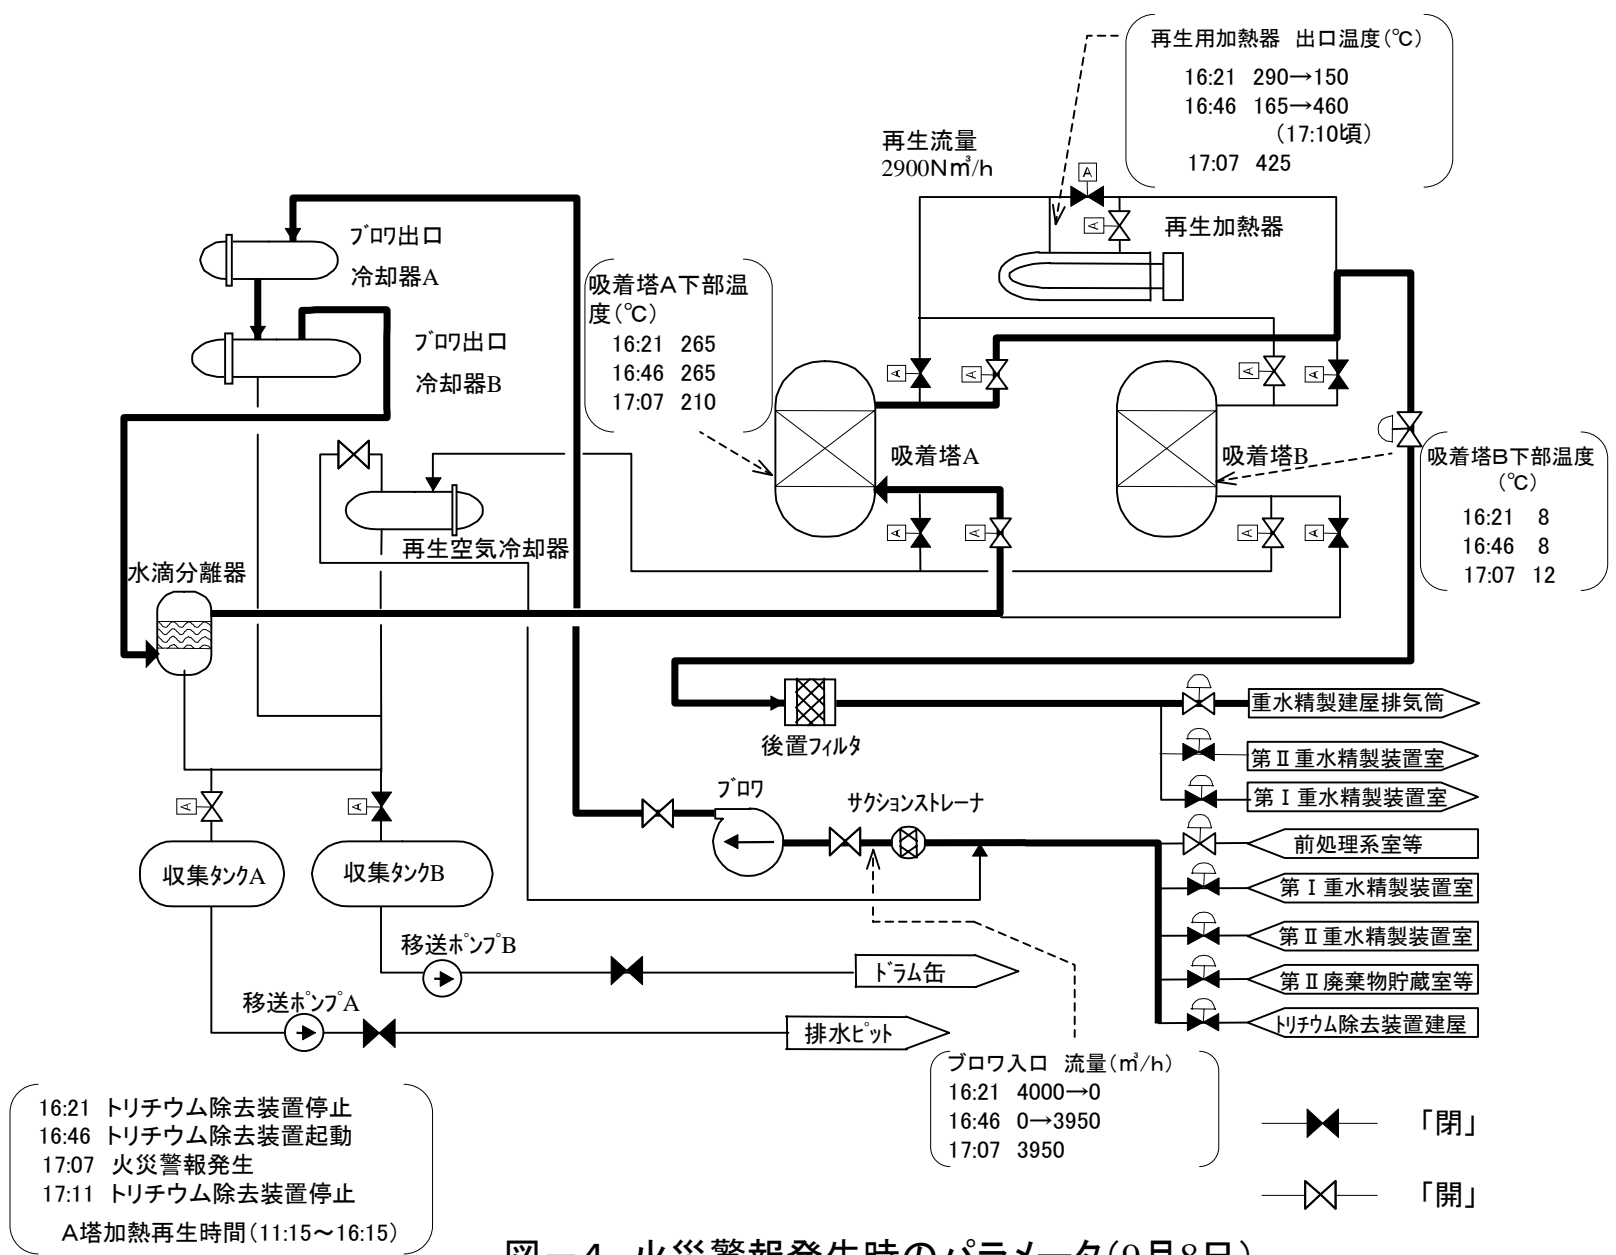 再生用加熱器 出口温度(℃)
16:21 290→150
16:46 165→460
(17:10頃)
17:07 425
再生流量
2900N㎥/h
A
A
再生加熱器
ブロワ出口
冷却器A
ブロワ出口
冷却器B
吸着塔A下部温
度(℃)
16:21 265
16:46 265
17:07 210
A
A
A
A
吸着塔A
吸着塔B
吸着塔B下部温度
(℃)
16:21 8
16:46 8
17:07 12
A
A
A
A
再生空気冷却器
水滴分離器
後置フィルタ
重水精製建屋排気筒
第Ⅱ重水精製装置室
第Ⅰ重水精製装置室
ブロワ
サクションストレーナ
前処理系室等
第Ⅰ重水精製装置室
第Ⅱ重水精製装置室
第Ⅱ廃棄物貯蔵室等
トリチウム除去装置建屋
A
A
収集タンクA
収集タンクB
移送ポンプB
ドラム缶
移送ポンプA
排水ピット
ブロワ入口 流量(㎥/h)
16:21 4000→0
16:46 0→3950
17:07 3950
16:21 トリチウム除去装置停止
16:46 トリチウム除去装置起動
17:07 火災警報発生
17:11 トリチウム除去装置停止
A塔加熱再生時間(11:15~16:15)
「閉」
「開」
図-4 火災警報発生時のパラメータ(9月8日)